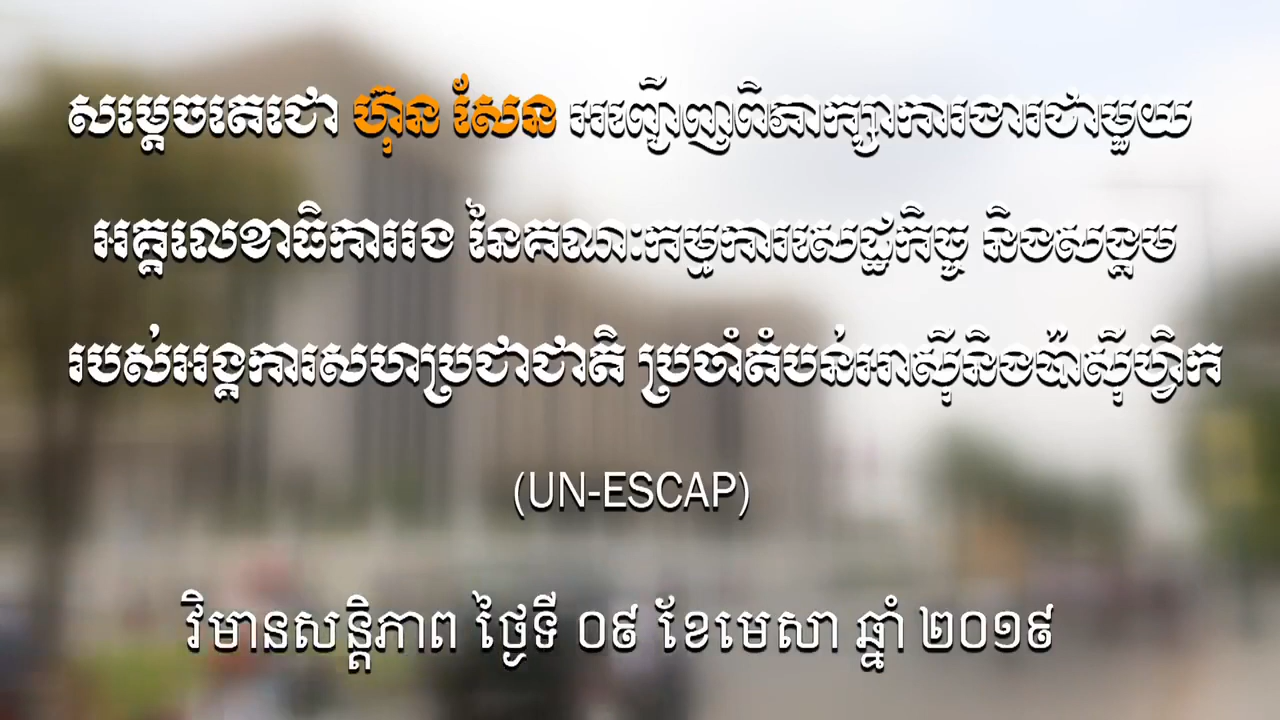 សម្ដេចតេជោ ហ៊ុន សែន អញ្ជើញពិភាក្សាការងារជាមួយ
អគ្គលេខាធិការរង នៃគណៈកម្មការសេដ្ឋកិច្ច និងសង្គម
របស់អង្គការសហប្រជាជាតិ ប្រចាំតំបន់អាស៊ីនិងប៉ាស៊ីហ្វិក
(UN-ESCAP)
វិមានសន្តិភាព ថ្ងៃទី ០៩ ខែមេសា ឆ្នាំ ២០១៩